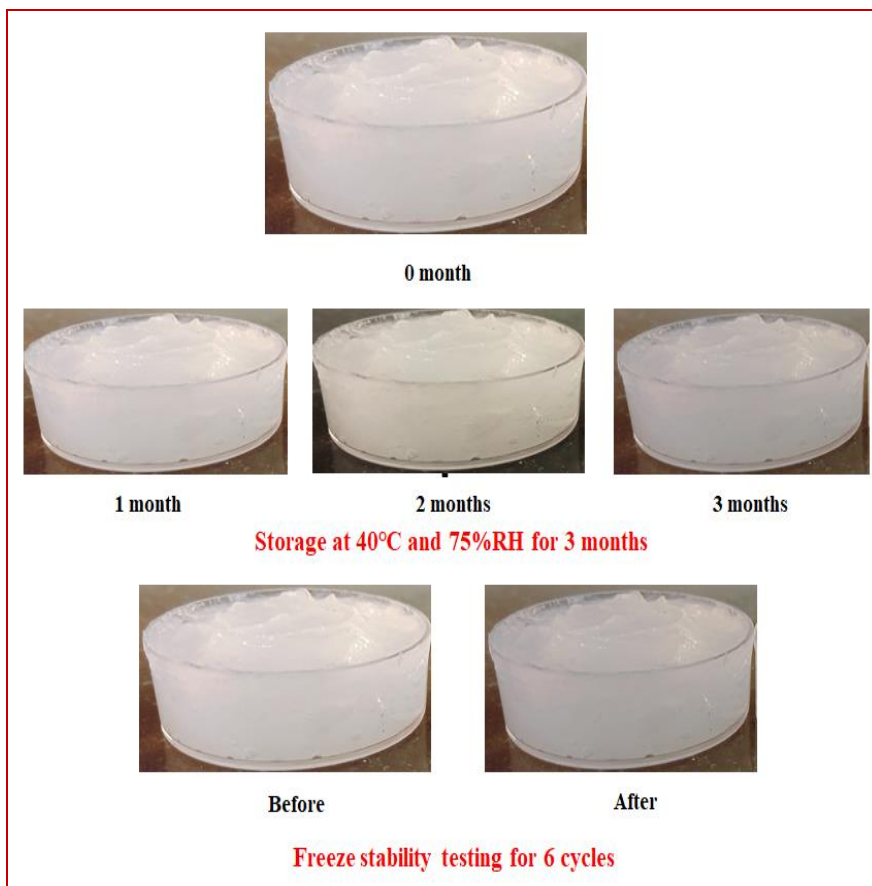 0 month
1 month
2 months
3 months
Storage at 40°C and 75%RH for 3 months
Before
After
Freeze stability testing for 6 cycles